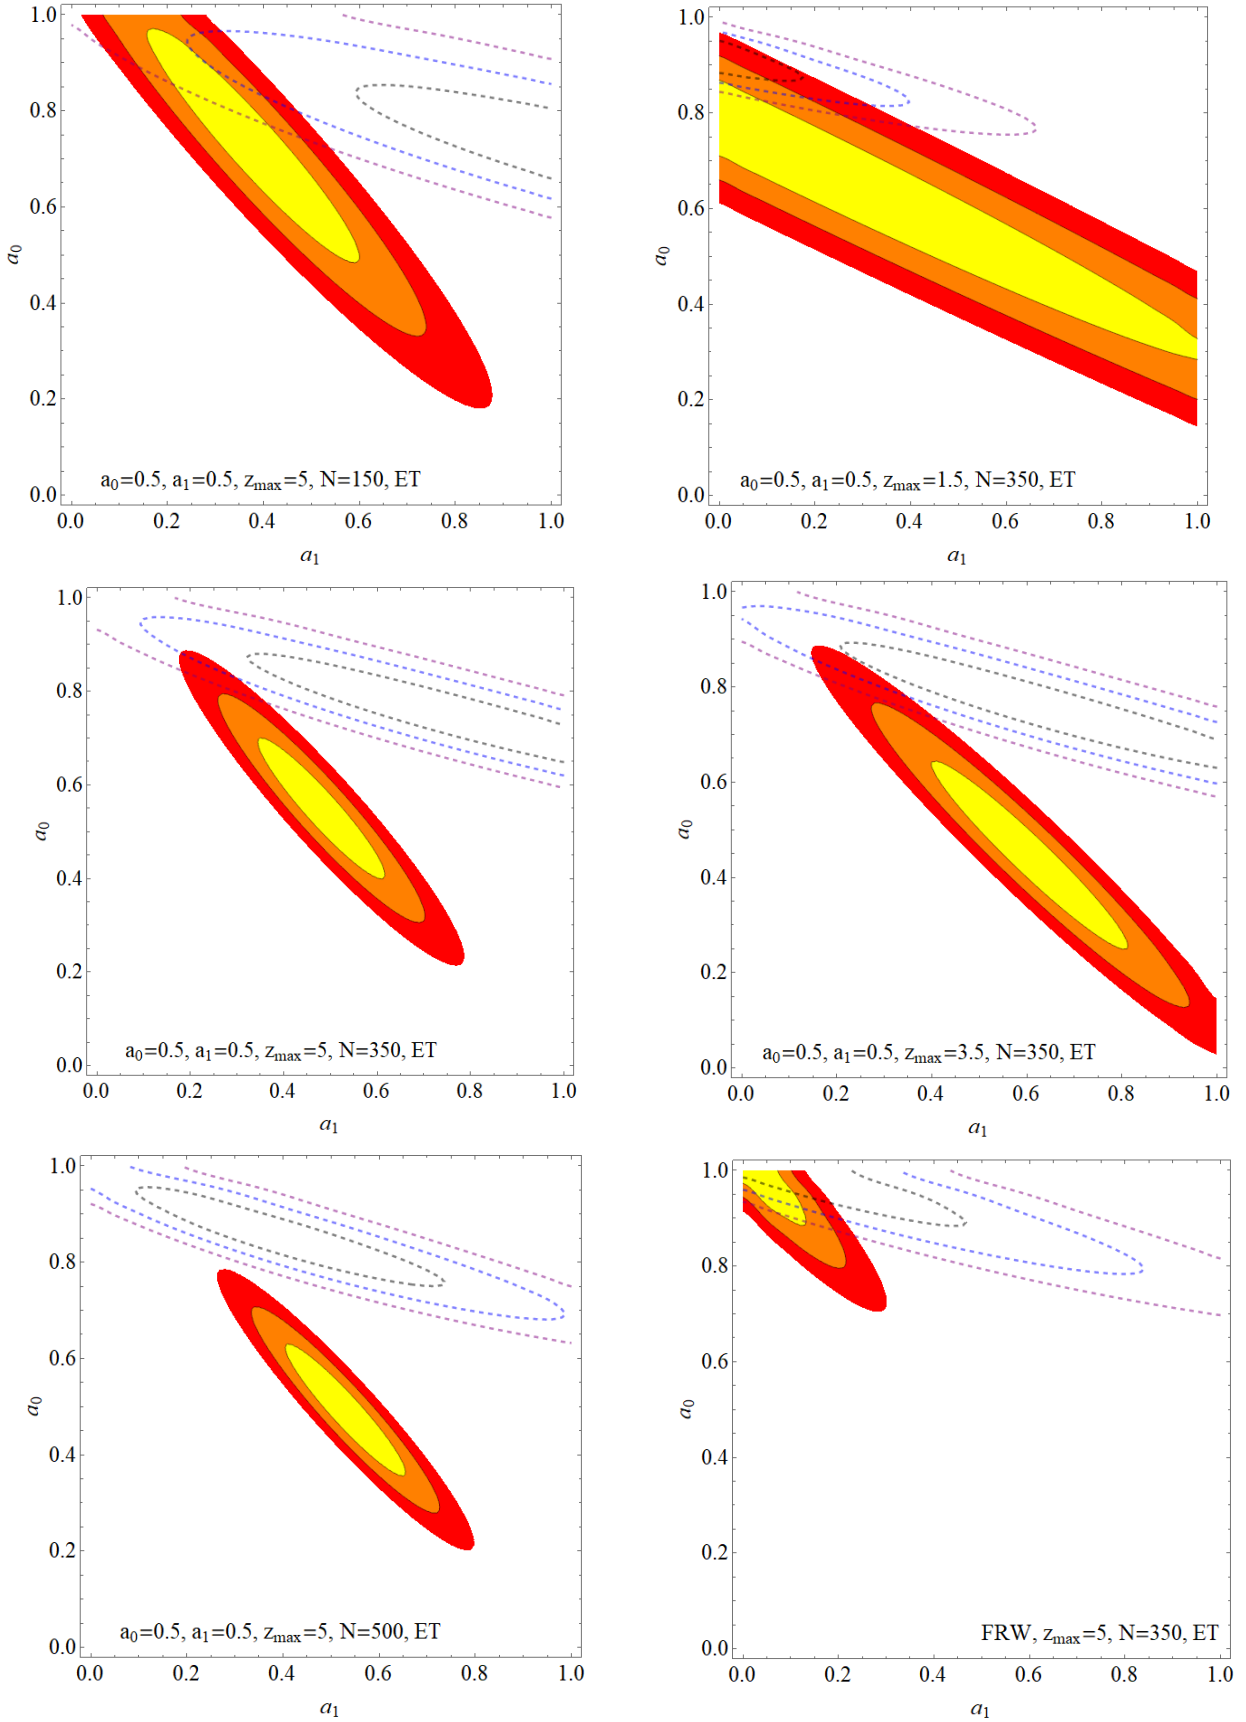 1.0
0.8
0.6
a₀
0.4
0.2
0.0
a₀=0.5, a₁=0.5, z_max=5, N=150, ET
0.0 0.2 0.4 0.6 0.8 1.0
a₁
1.0
0.8
0.6
a₀
0.4
0.2
0.0
a₀=0.5, a₁=0.5, z_max=1.5, N=350, ET
0.0 0.2 0.4 0.6 0.8 1.0
a₁
1.0
0.8
0.6
a₀
0.4
0.2
0.0
a₀=0.5, a₁=0.5, z_max=5, N=350, ET
0.0 0.2 0.4 0.6 0.8 1.0
a₁
1.0
0.8
0.6
a₀
0.4
0.2
0.0
a₀=0.5, a₁=0.5, z_max=3.5, N=350, ET
0.0 0.2 0.4 0.6 0.8 1.0
a₁
1.0
0.8
0.6
a₀
0.4
0.2
0.0
a₀=0.5, a₁=0.5, z_max=5, N=500, ET
0.0 0.2 0.4 0.6 0.8 1.0
a₁
1.0
0.8
0.6
a₀
0.4
0.2
0.0
FRW, z_max=5, N=350, ET
0.0 0.2 0.4 0.6 0.8 1.0
a₁